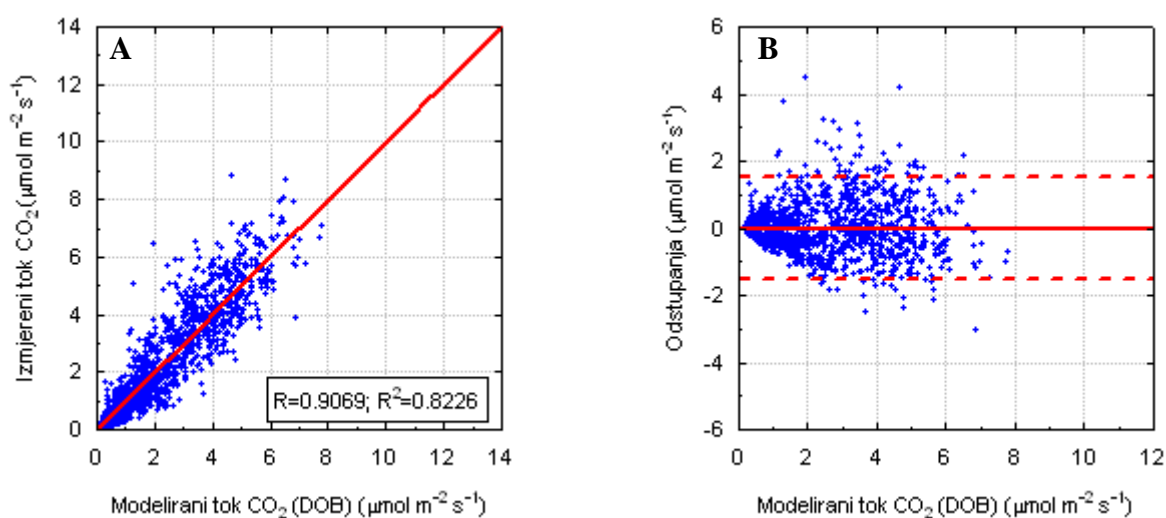 A
Izmjereni tok CO₂ (µmol m⁻² s⁻¹)
14
12
10
8
6
4
2
0
R=0.9069; R²=0.8226
0 2 4 6 8 10 12 14
Modelirani tok CO₂ (DOB) (µmol m⁻² s⁻¹)
B
Odstupanja (µmol m⁻² s⁻¹)
6
4
2
0
-2
-4
-6
0 2 4 6 8 10 12
Modelirani tok CO₂ (DOB) (µmol m⁻² s⁻¹)